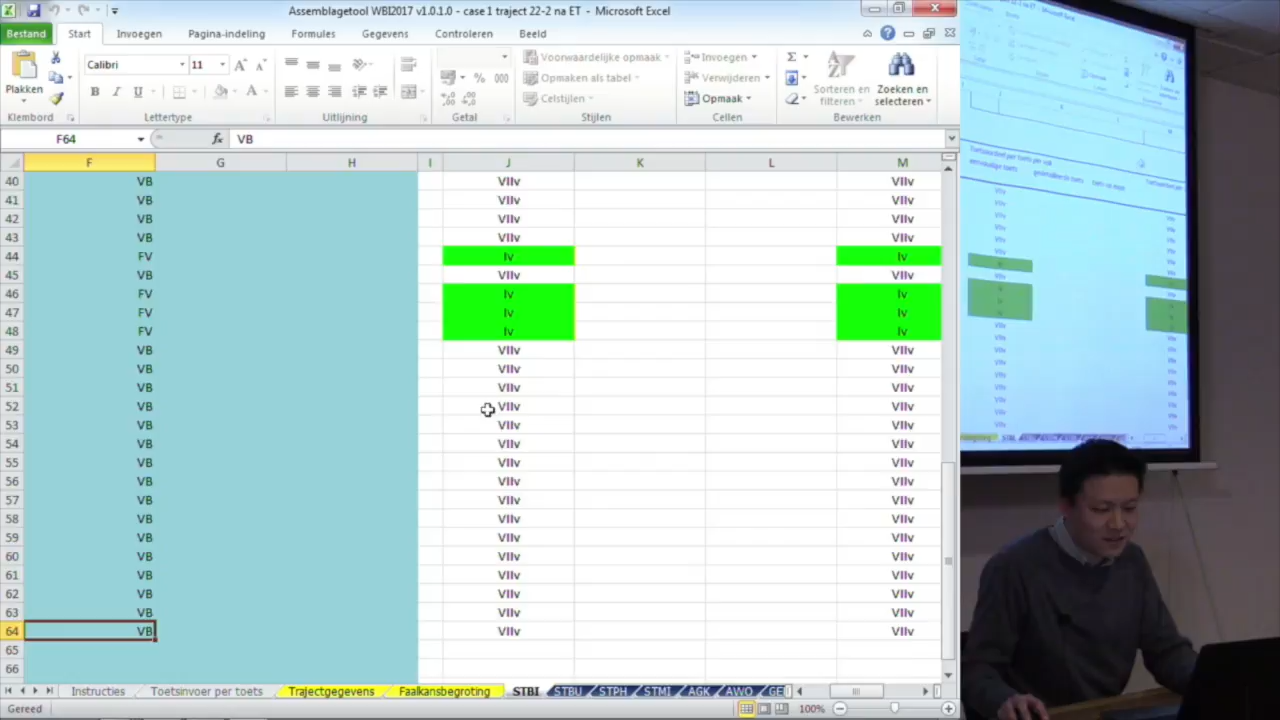 Assemblagetool WBI2017 v1.0.1.0 - case 1 traject 22-2 na ET - Microsoft Excel
Bestand Start Invoegen Pagina-indeling Formules Gegevens Controleren Beeld
Plakken
Calibri 11
Voorwaardelijke opmaak
Opmaken als tabel
Celstijlen
Invoegen
Verwijderen
Opmaak
Sorteren en filteren
Zoeken en selecteren
Klembord Lettertype Uitlijning Getal Stijlen Cellen Bewerken
F64 fx VB
F G H I J K L M
40 VB VIIv VIIv
41 VB VIIv VIIv
42 VB VIIv VIIv
43 VB VIIv VIIv
44 FV Iv Iv
45 VB VIIv VIIv
46 FV Iv Iv
47 FV Iv Iv
48 FV Iv Iv
49 VB VIIv VIIv
50 VB VIIv VIIv
51 VB VIIv VIIv
52 VB VIIv VIIv
53 VB VIIv VIIv
54 VB VIIv VIIv
55 VB VIIv VIIv
56 VB VIIv VIIv
57 VB VIIv VIIv
58 VB VIIv VIIv
59 VB VIIv VIIv
60 VB VIIv VIIv
61 VB VIIv VIIv
62 VB VIIv VIIv
63 VB VIIv VIIv
64 VB VIIv VIIv
65
66
Instructies Toetsinvoer per toets Trajectgegevens Faalkansbegroting STBI STBU STPH STMI AGK AWO GE
Gereed 100%